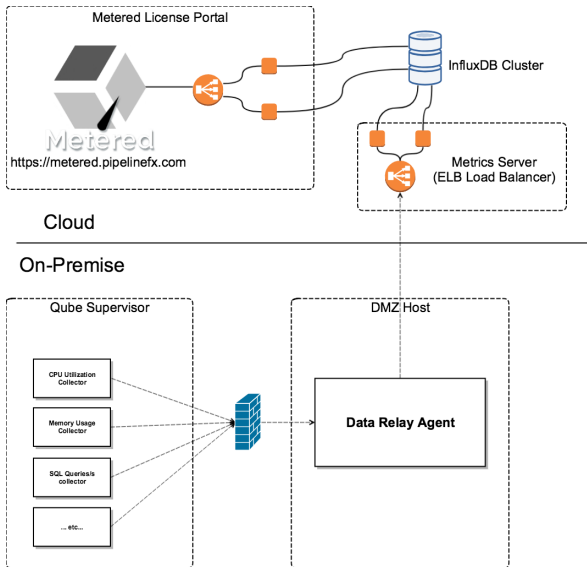 Metered License Portal
Metered
https://metered.pipelinefx.com
InfluxDB Cluster
Metrics Server
(ELB Load Balancer)
Cloud
On-Premise
Qube Supervisor
CPU Utilization
Collector
Memory Usage
Collector
SQL Queries/s
collector
... etc...
DMZ Host
Data Relay Agent